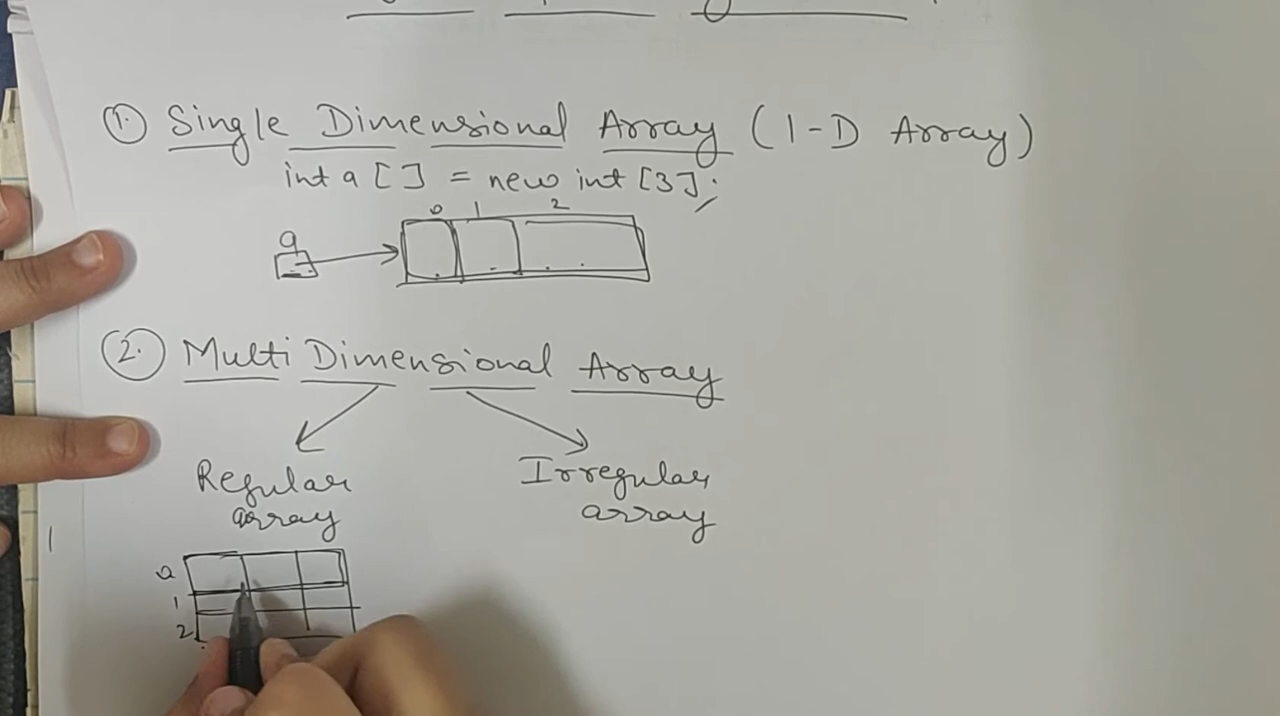 1. Single Dimensional Array (1-D Array)
int a [ ] = new int [3];
0 1 2
a
2. Multi Dimensional Array
Regular Irregular
array array
0
1
2